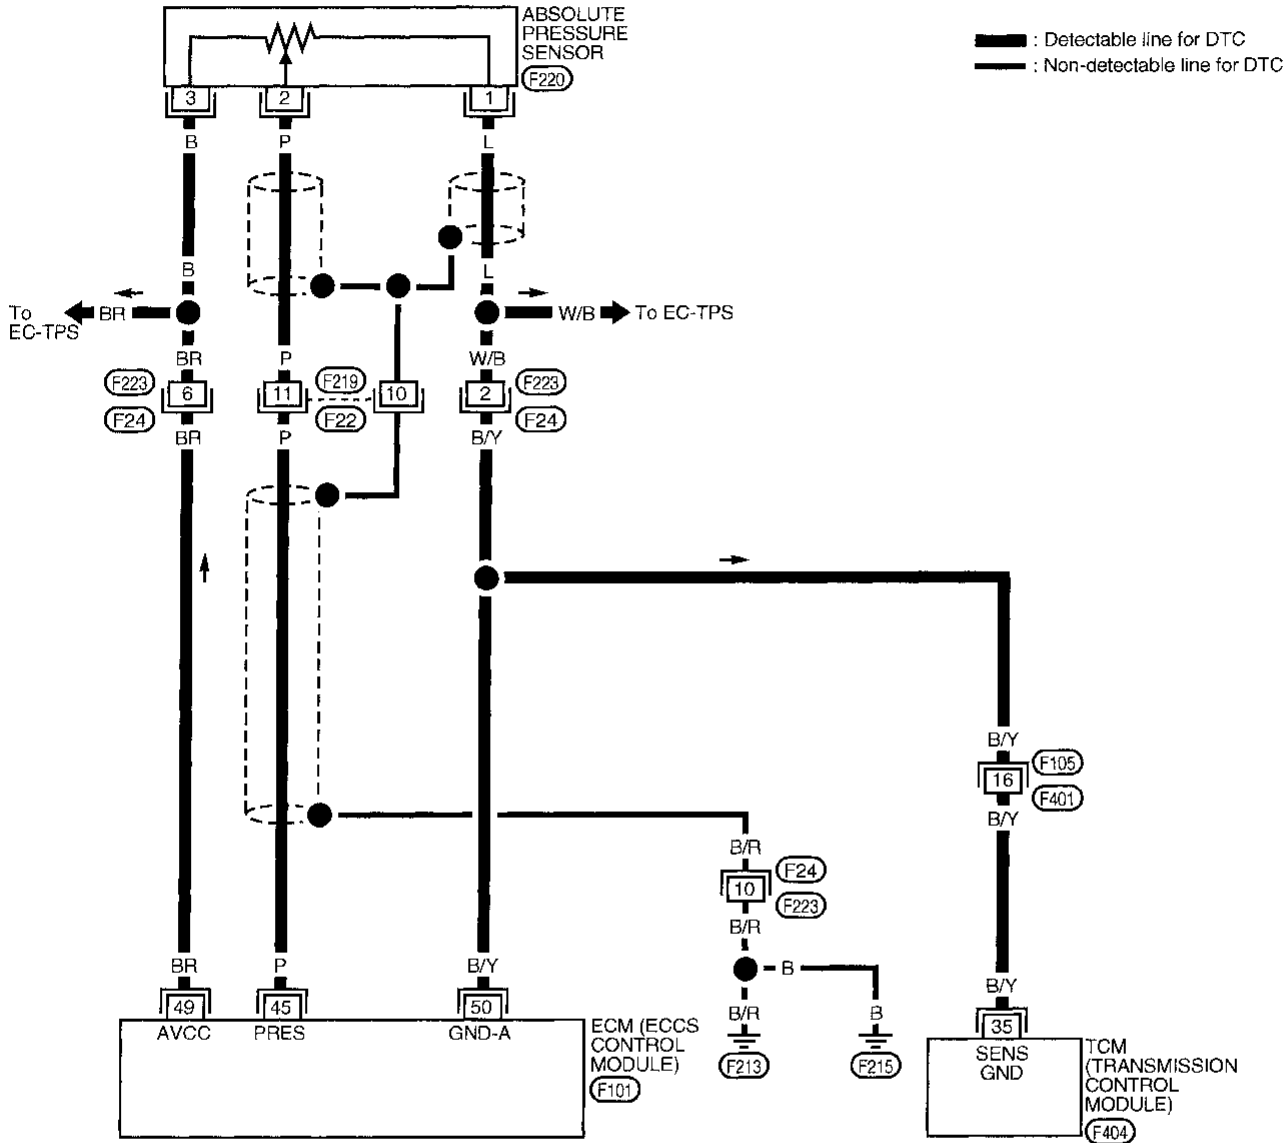 ABSOLUTE
PRESSURE
SENSOR
F220
: Detectable line for DTC
: Non-detectable line for DTC
3 2 1
B P L
B L
To
EC-TPS
BR
W/B
To EC-TPS
BR P W/B
F223 6 11 F219 10 2 F223
F24 F22 F24
BR P B/Y
B/Y
16
F105
F401
B/Y
B/R
10
F24
F223
B/R
B
BR P B/Y B/R B B/Y
49 45 50
AVCC PRES GND-A
ECM (ECCS
CONTROL
MODULE)
F101
F213
F215
35
SENS
GND
TCM
(TRANSMISSION
CONTROL
MODULE)
F404